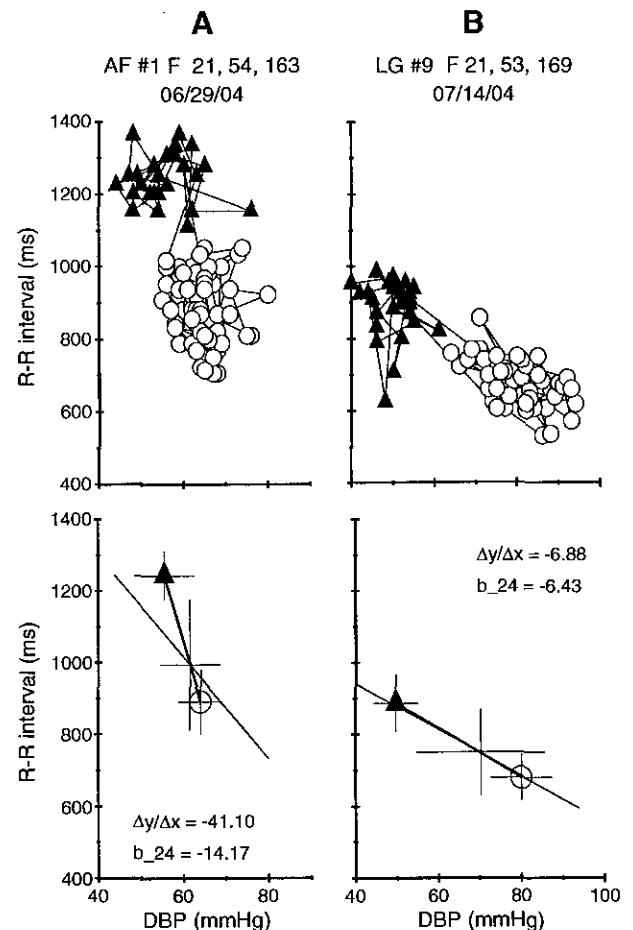 A
B
AF #1 F 21, 54, 163
06/29/04
LG #9 F 21, 53, 169
07/14/04
1400
1200
1000
800
600
400
R-R interval (ms)
1400
1200
1000
800
600
400
R-R interval (ms)
Δy/Δx = -41.10
b_24 = -14.17
Δy/Δx = -6.88
b_24 = -6.43
40
60
80
DBP (mmHg)
40
60
80
100
DBP (mmHg)